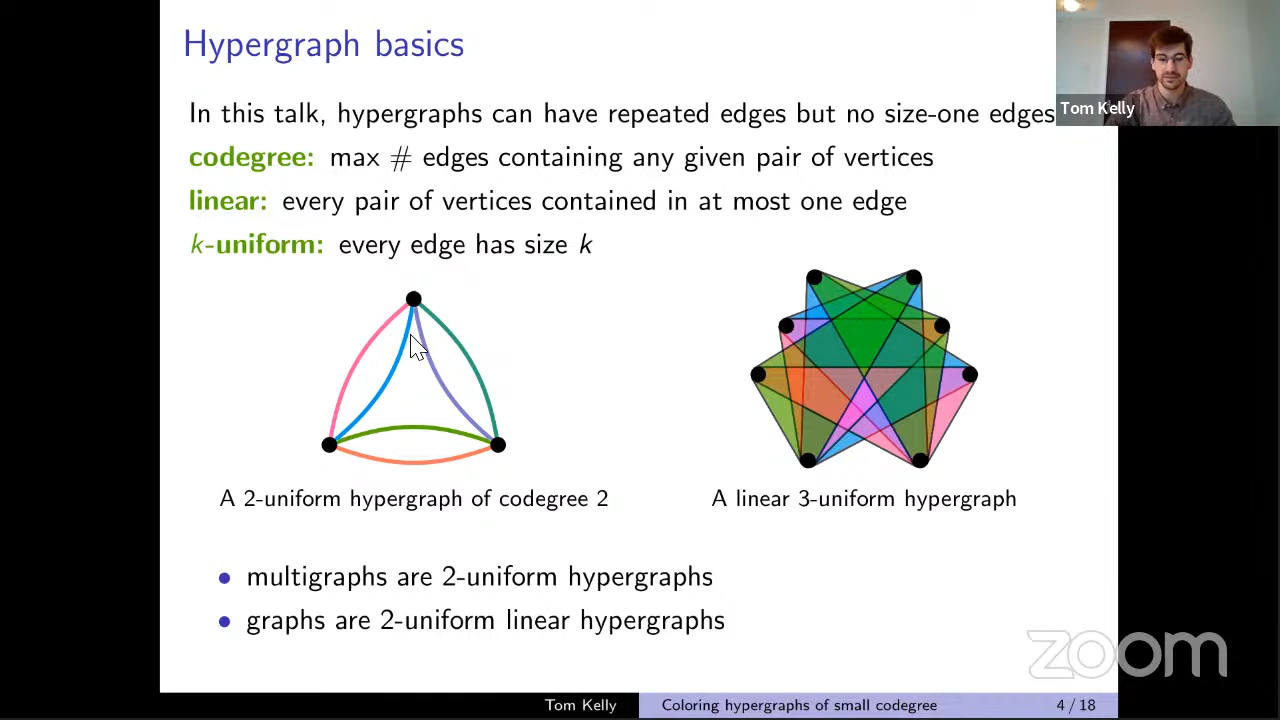 Hypergraph basics
In this talk, hypergraphs can have repeated edges but no size-one edges
Tom Kelly
codegree: max # edges containing any given pair of vertices
linear: every pair of vertices contained in at most one edge
k-uniform: every edge has size k
A 2-uniform hypergraph of codegree 2
A linear 3-uniform hypergraph
• multigraphs are 2-uniform hypergraphs
• graphs are 2-uniform linear hypergraphs
zoom
Tom Kelly
Coloring hypergraphs of small codegree
4 / 18